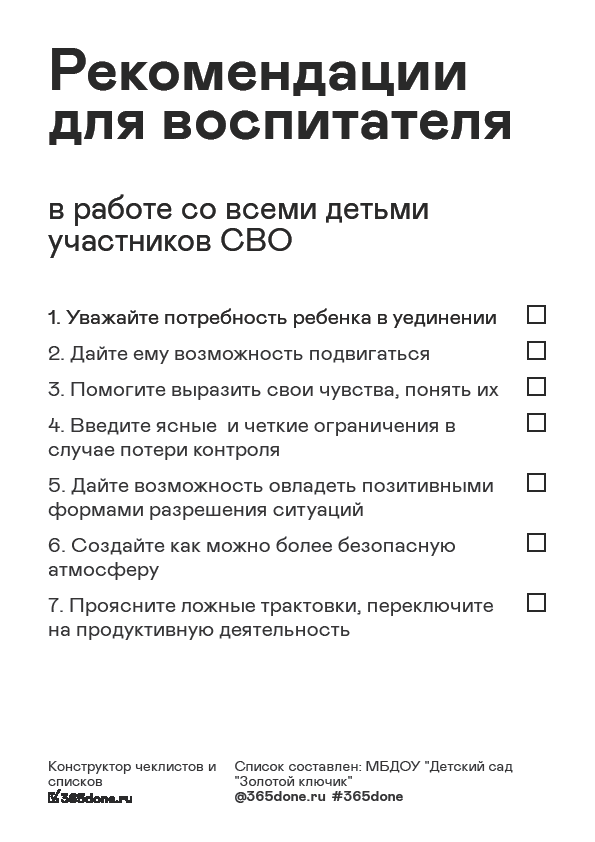 Рекомендации
для воспитателя
в работе со всеми детьми
участников СВО
1. Уважайте потребность ребенка в уединении
2. Дайте ему возможность подвигаться
3. Помогите выразить свои чувства, понять их
4. Введите ясные  и четкие ограничения в
случае потери контроля
5. Дайте возможность овладеть позитивными
формами разрешения ситуаций
6. Создайте как можно более безопасную
атмосферу
7. Проясните ложные трактовки, переключите
на продуктивную деятельность
Конструктор чеклистов и
списков
365done.ru
Список составлен: МБДОУ "Детский сад
"Золотой ключик"
@365done.ru #365done